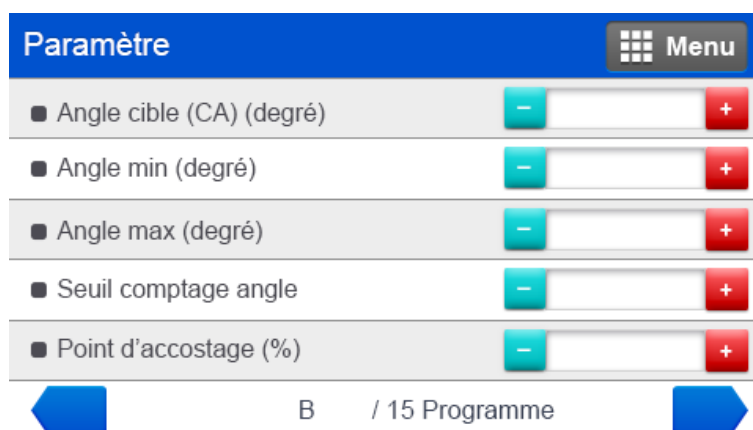 Paramètre Menu
Angle cible (CA) (degré) − +
Angle min (degré) − +
Angle max (degré) − +
Seuil comptage angle − +
Point d'accostage (%) − +
B / 15 Programme